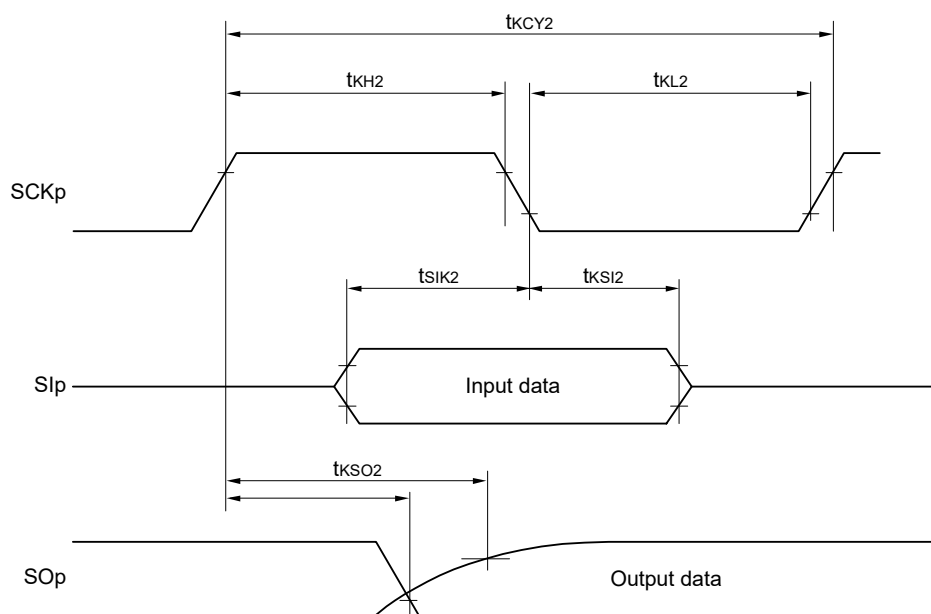 tKCY2
tKH2
tKL2
SCKp
tSIK2
tKSI2
SIp
Input data
tKSO2
SOp
Output data